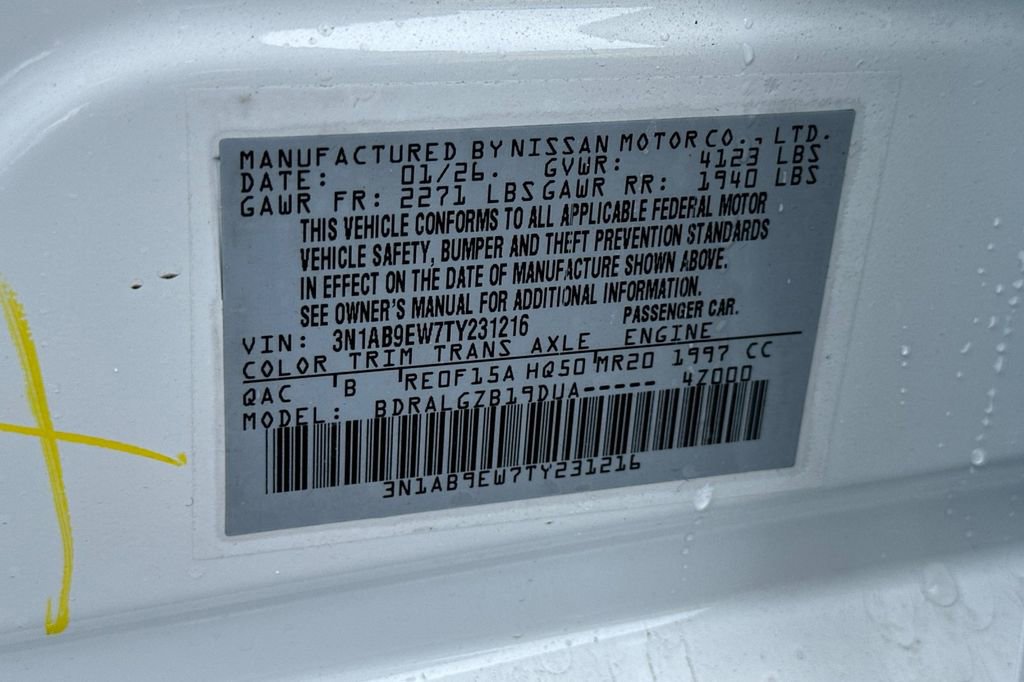 MANUFACTURED BY NISSAN MOTOR CO., LTD.
DATE: 01/26. GVWR: 4123 LBS
GAWR FR: 2271 LBS GAWR RR: 1940 LBS
THIS VEHICLE CONFORMS TO ALL APPLICABLE FEDERAL MOTOR
VEHICLE SAFETY, BUMPER AND THEFT PREVENTION STANDARDS
IN EFFECT ON THE DATE OF MANUFACTURE SHOWN ABOVE.
SEE OWNER'S MANUAL FOR ADDITIONAL INFORMATION.
VIN: 3N1AB9EW7TY231216 PASSENGER CAR.
COLOR TRIM TRANS AXLE ENGINE
QAC B RE0F15A HQ50 MR20 1997 CC
MODEL: BDRALGZB19DUA----- 4Z000
3N1AB9EW7TY231216